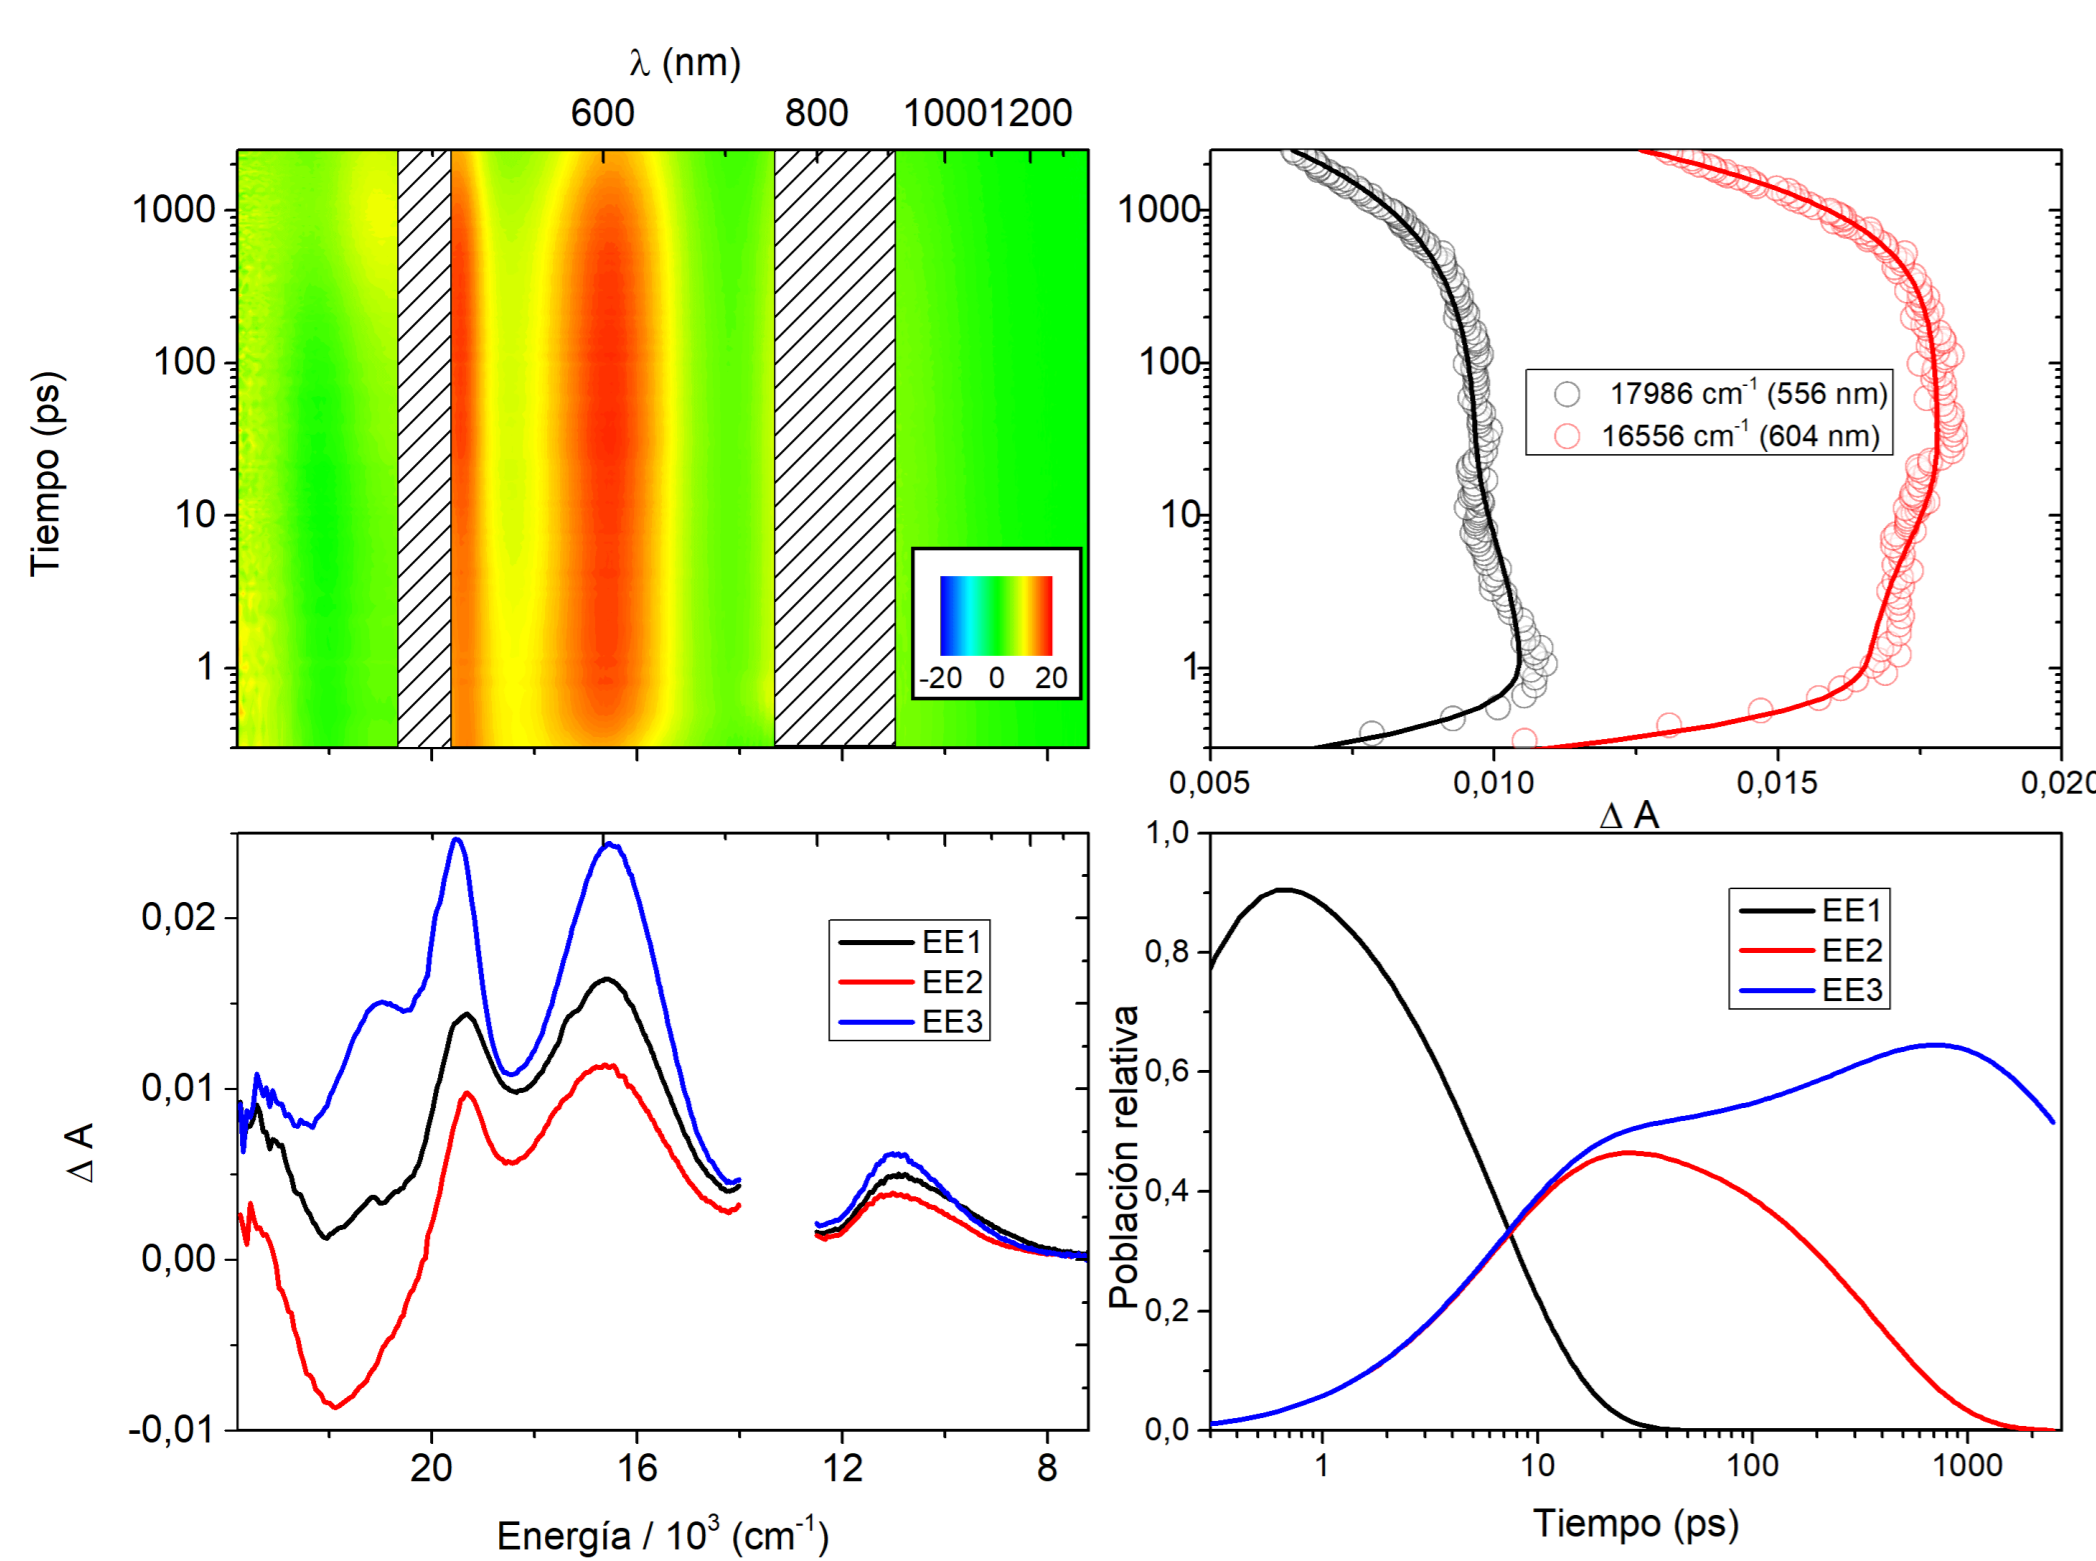 λ (nm)
600 800 1000 1200
1000
100
10
1
Tiempo (ps)
-20 0 20
1000
100
10
1
17986 cm⁻¹ (556 nm)
16556 cm⁻¹ (604 nm)
0,005 0,010 0,015 0,020
Δ A
0,02
0,01
0,00
-0,01
Δ A
EE1
EE2
EE3
20 16 12 8
Energía / 10³ (cm⁻¹)
1,0
0,8
0,6
0,4
0,2
0,0
Población relativa
EE1
EE2
EE3
1 10 100 1000
Tiempo (ps)